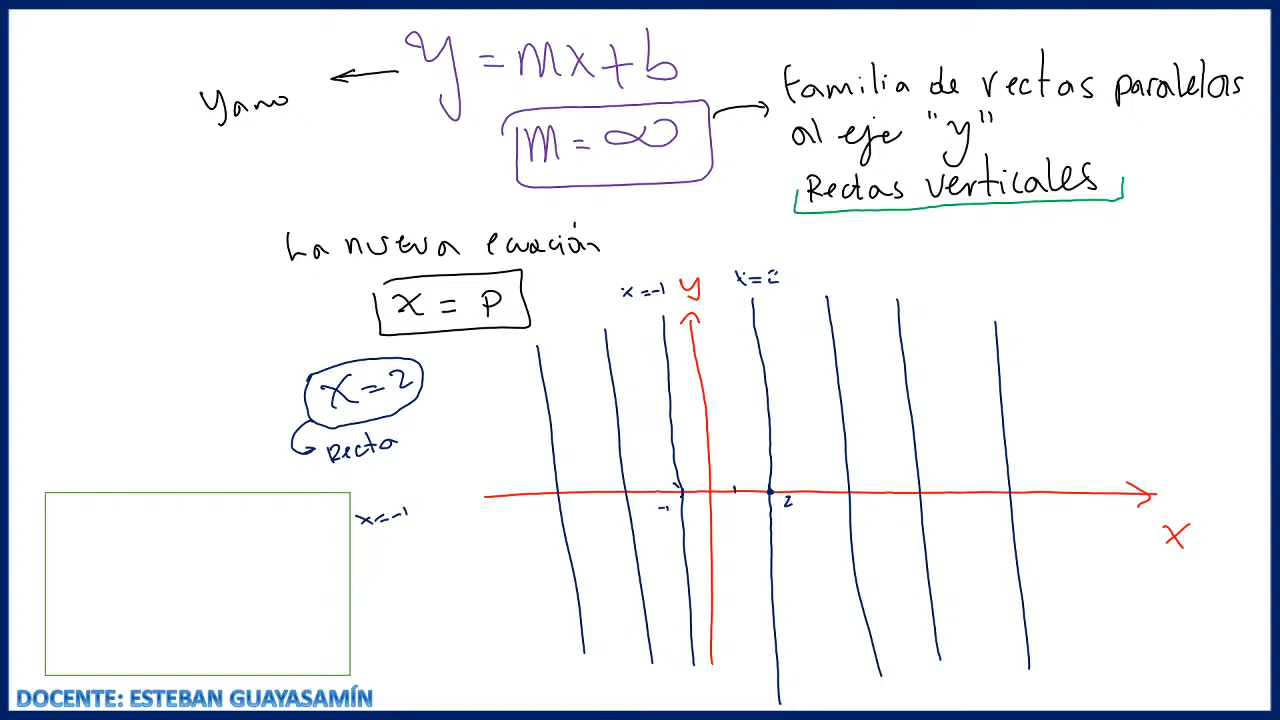 y = mx + b
ya no
m = ∞
Familia de rectas paralelas
al eje "y"
Rectas verticales
La nueva ecuación
x = p
x = -1
y
x = 2
x = 2
Recta
x = -1
-1
2
x
DOCENTE: ESTEBAN GUAYASAMÍN